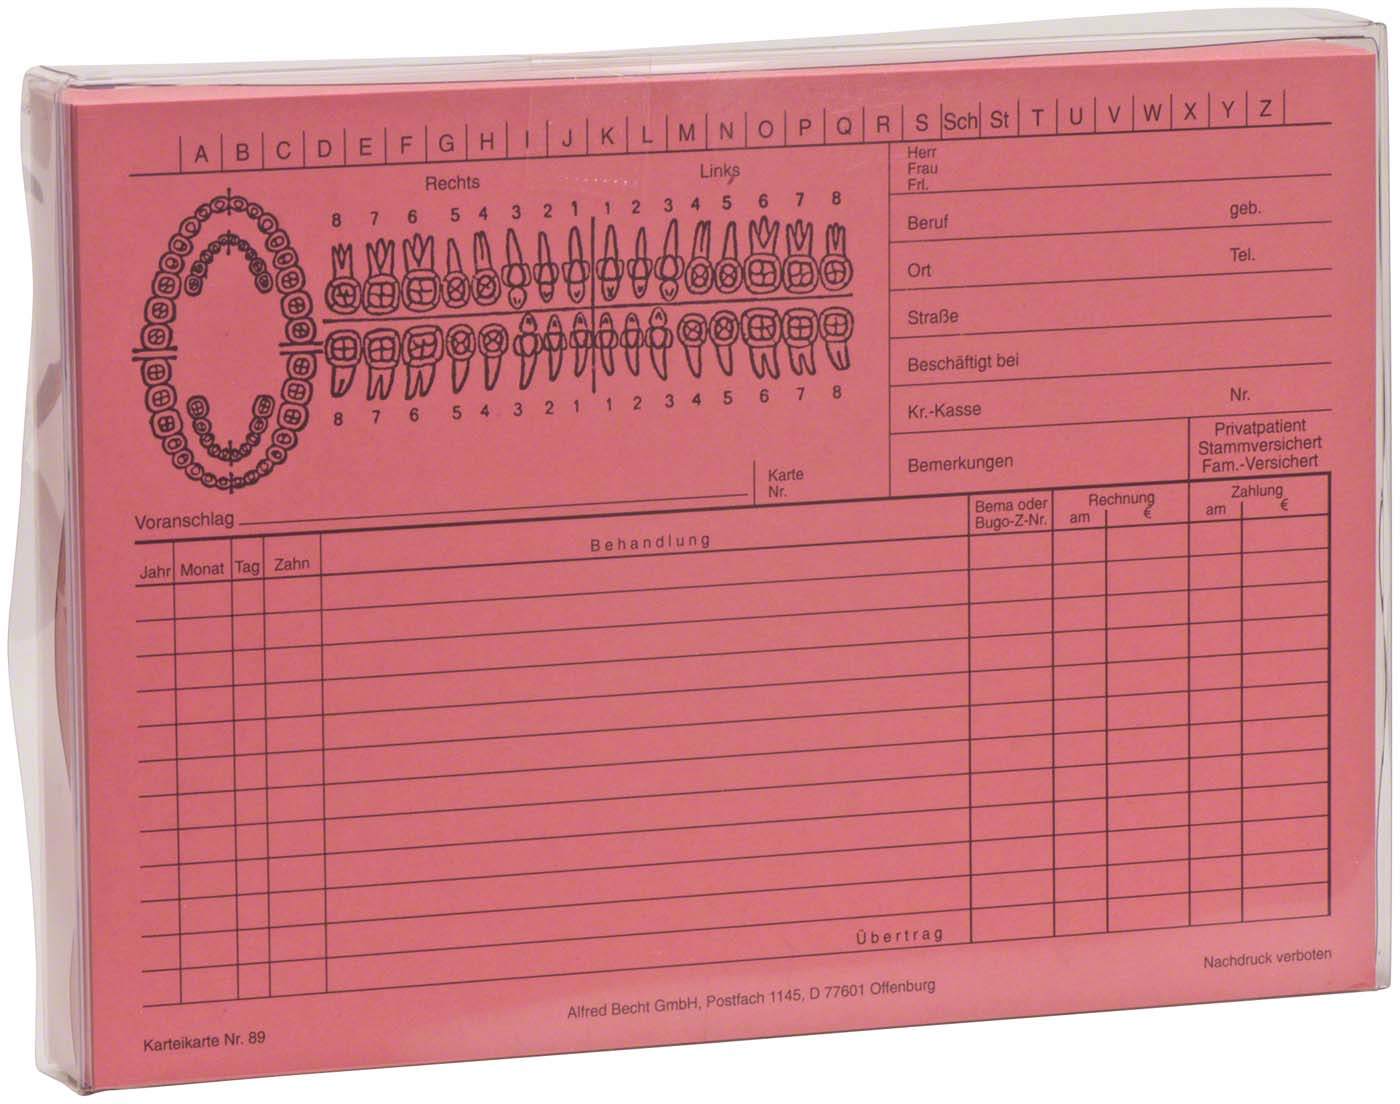 A B C D E F G H I J K L M N O P Q R S Sch St T U V W X Y Z
Rechts Links
8 7 6 5 4 3 2 1 1 2 3 4 5 6 7 8
8 7 6 5 4 3 2 1 1 2 3 4 5 6 7 8
Herr
Frau
Frl.
Beruf geb.
Ort Tel.
Straße
Beschäftigt bei
Kr.-Kasse Nr.
Bemerkungen
Privatpatient
Stammversichert
Fam.-Versichert
Karte
Nr.
Voranschlag
Jahr Monat Tag Zahn Behandlung
Bema oder
Bugo-Z-Nr.
Rechnung
am €
Zahlung
am €
Übertrag
Nachdruck verboten
Alfred Becht GmbH, Postfach 1145, D 77601 Offenburg
Karteikarte Nr. 89